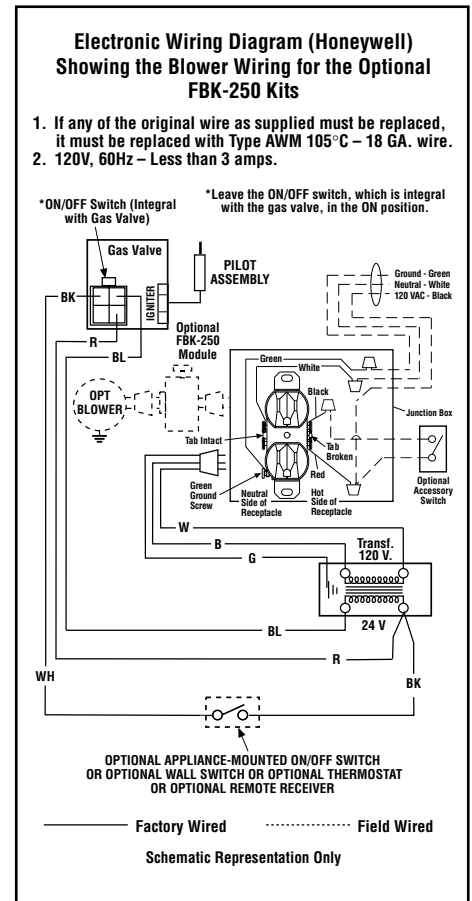 Electronic Wiring Diagram (Honeywell)
Showing the Blower Wiring for the Optional
FBK-250 Kits
1. If any of the original wire as supplied must be replaced,
it must be replaced with Type AWM 105°C – 18 GA. wire.
2. 120V, 60Hz – Less than 3 amps.
*ON/OFF Switch (Integral
with Gas Valve)
*Leave the ON/OFF switch, which is integral
with the gas valve, in the ON position.
Gas Valve
IGNITER
PILOT
ASSEMBLY
Ground - Green
Neutral - White
120 VAC - Black
BK
R
BL
Optional
FBK-250
Module
OPT
BLOWER
Green
White
Black
Junction Box
Tab Intact
Tab
Broken
Red
Green
Ground
Screw
Neutral
Side of
Receptacle
Hot
Side of
Receptacle
Optional
Accessory
Switch
W
B
G
Transf.
120 V.
24 V
BL
R
WH
BK
OPTIONAL APPLIANCE-MOUNTED ON/OFF SWITCH
OR OPTIONAL WALL SWITCH OR OPTIONAL THERMOSTAT
OR OPTIONAL REMOTE RECEIVER
Factory Wired
Field Wired
Schematic Representation Only